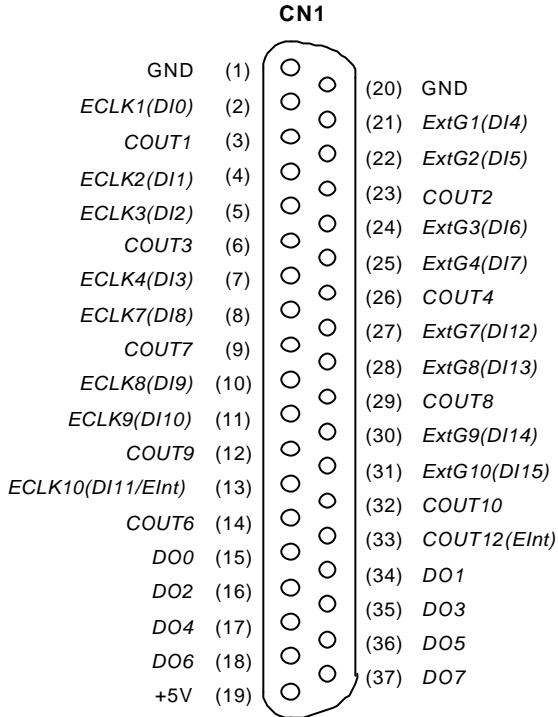 CN1
GND (1)
ECLK1(DI0) (2)
COUT1 (3)
ECLK2(DI1) (4)
ECLK3(DI2) (5)
COUT3 (6)
ECLK4(DI3) (7)
ECLK7(DI8) (8)
COUT7 (9)
ECLK8(DI9) (10)
ECLK9(DI10) (11)
COUT9 (12)
ECLK10(DI11/EInt) (13)
COUT6 (14)
DO0 (15)
DO2 (16)
DO4 (17)
DO6 (18)
+5V (19)
(20) GND
(21) ExtG1(DI4)
(22) ExtG2(DI5)
(23) COUT2
(24) ExtG3(DI6)
(25) ExtG4(DI7)
(26) COUT4
(27) ExtG7(DI12)
(28) ExtG8(DI13)
(29) COUT8
(30) ExtG9(DI14)
(31) ExtG10(DI15)
(32) COUT10
(33) COUT12(EInt)
(34) DO1
(35) DO3
(36) DO5
(37) DO7